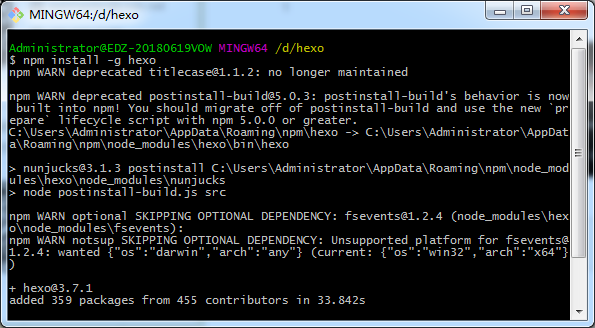 MINGW64:/d/hexo
Administrator@EDZ-20180619VOW MINGW64 /d/hexo
$ npm install -g hexo
npm WARN deprecated titlecase@1.1.2: no longer maintained
npm WARN deprecated postinstall-build@5.0.3: postinstall-build's behavior is now
 built into npm! You should migrate off of postinstall-build and use the new `pr
epare` lifecycle script with npm 5.0.0 or greater.
C:\Users\Administrator\AppData\Roaming\npm\hexo -> C:\Users\Administrator\AppDat
a\Roaming\npm\node_modules\hexo\bin\hexo
> nunjucks@3.1.3 postinstall C:\Users\Administrator\AppData\Roaming\npm\node_mod
ules\hexo\node_modules\nunjucks
> node postinstall-build.js src
npm WARN optional SKIPPING OPTIONAL DEPENDENCY: fsevents@1.2.4 (node_modules\hex
o\node_modules\fsevents):
npm WARN notsup SKIPPING OPTIONAL DEPENDENCY: Unsupported platform for fsevents@
1.2.4: wanted {"os":"darwin","arch":"any"} (current: {"os":"win32","arch":"x64"}
)
+ hexo@3.7.1
added 359 packages from 455 contributors in 33.842s